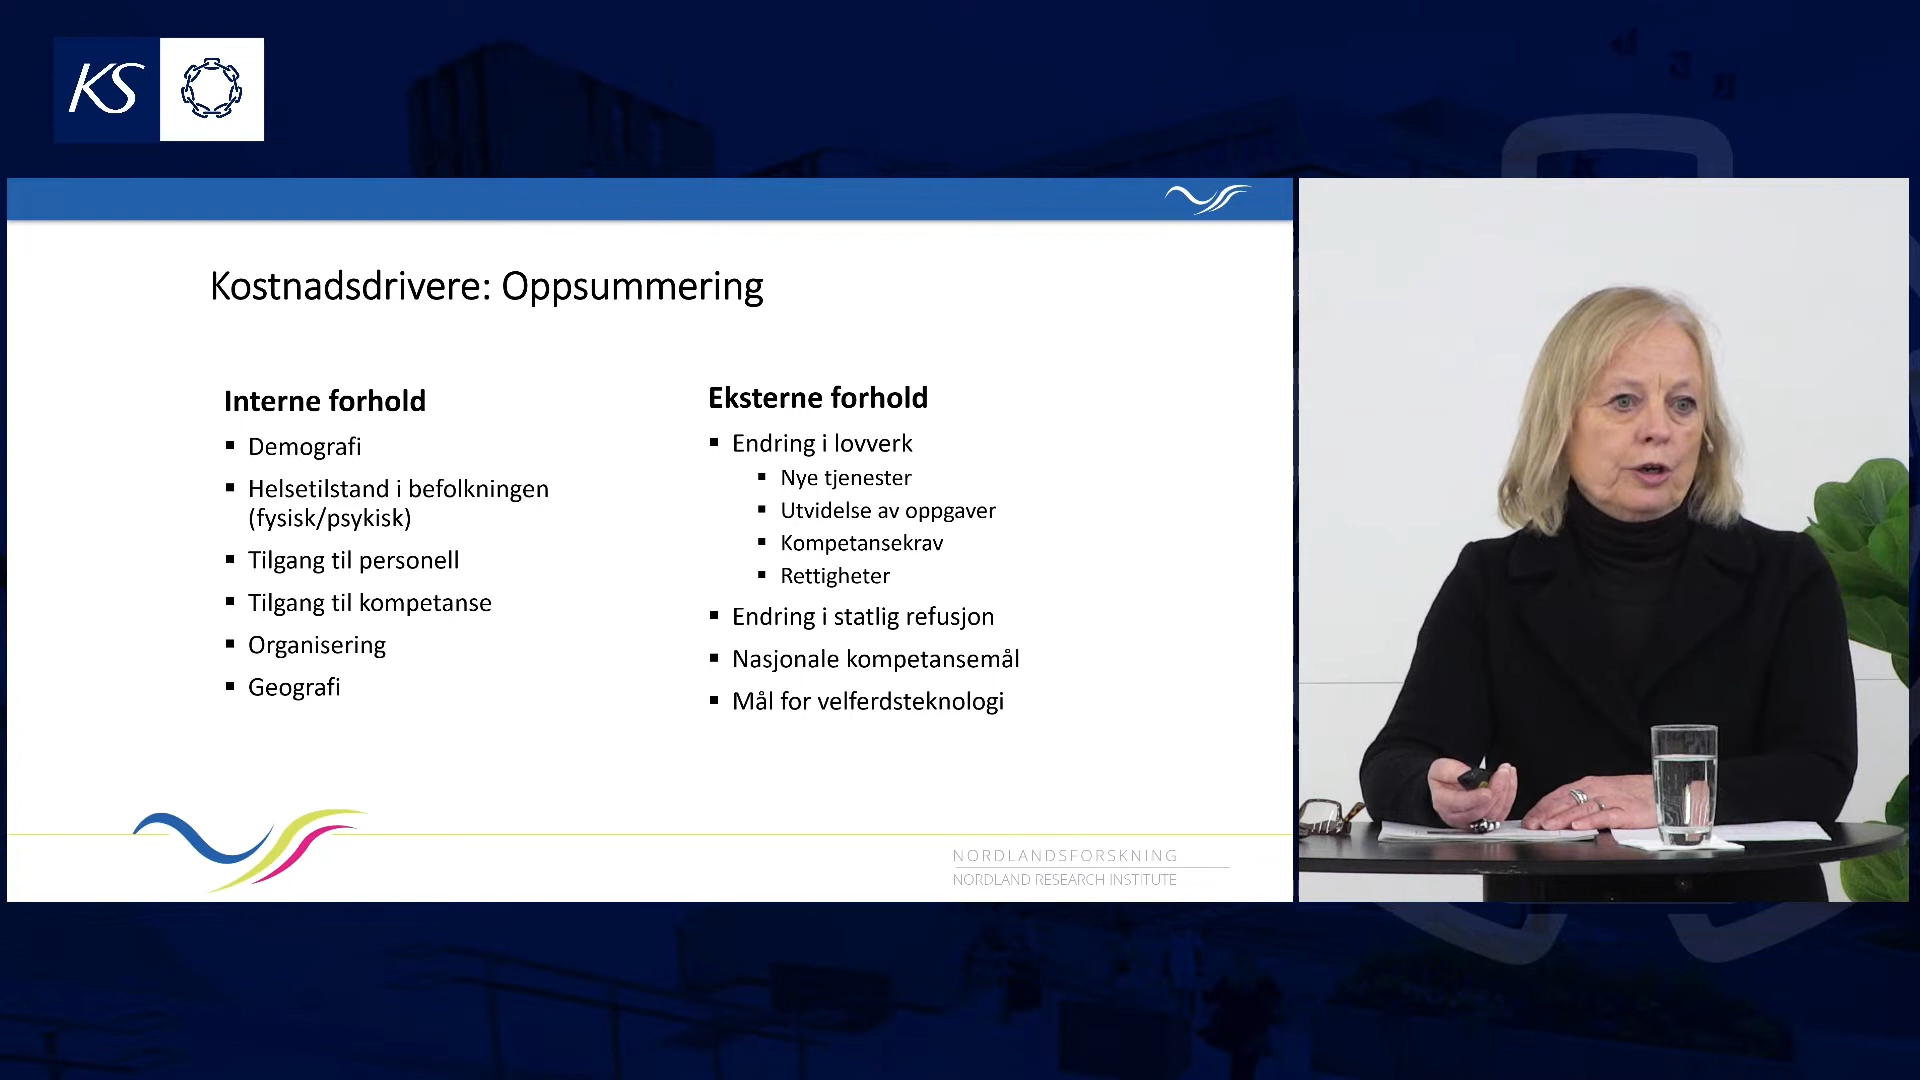 KS
Kostnadsdrivere: Oppsummering
Interne forhold
Demografi
Helsetilstand i befolkningen
(fysisk/psykisk)
Tilgang til personell
Tilgang til kompetanse
Organisering
Geografi
Eksterne forhold
Endring i lovverk
Nye tjenester
Utvidelse av oppgaver
Kompetansekrav
Rettigheter
Endring i statlig refusjon
Nasjonale kompetansemål
Mål for velferdsteknologi
NORDLANDSFORSKNING
NORDLAND RESEARCH INSTITUTE